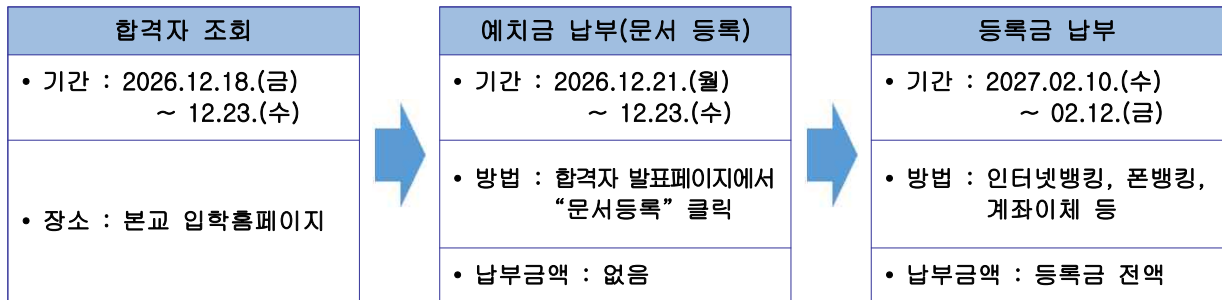 합격자 조회
• 기간 : 2026.12.18.(금)
~ 12.23.(수)
• 장소 : 본교 입학홈페이지
예치금 납부(문서 등록)
• 기간 : 2026.12.21.(월)
~ 12.23.(수)
• 방법 : 합격자 발표페이지에서
“문서등록” 클릭
• 납부금액 : 없음
등록금 납부
• 기간 : 2027.02.10.(수)
~ 02.12.(금)
• 방법 : 인터넷뱅킹, 폰뱅킹,
계좌이체 등
• 납부금액 : 등록금 전액